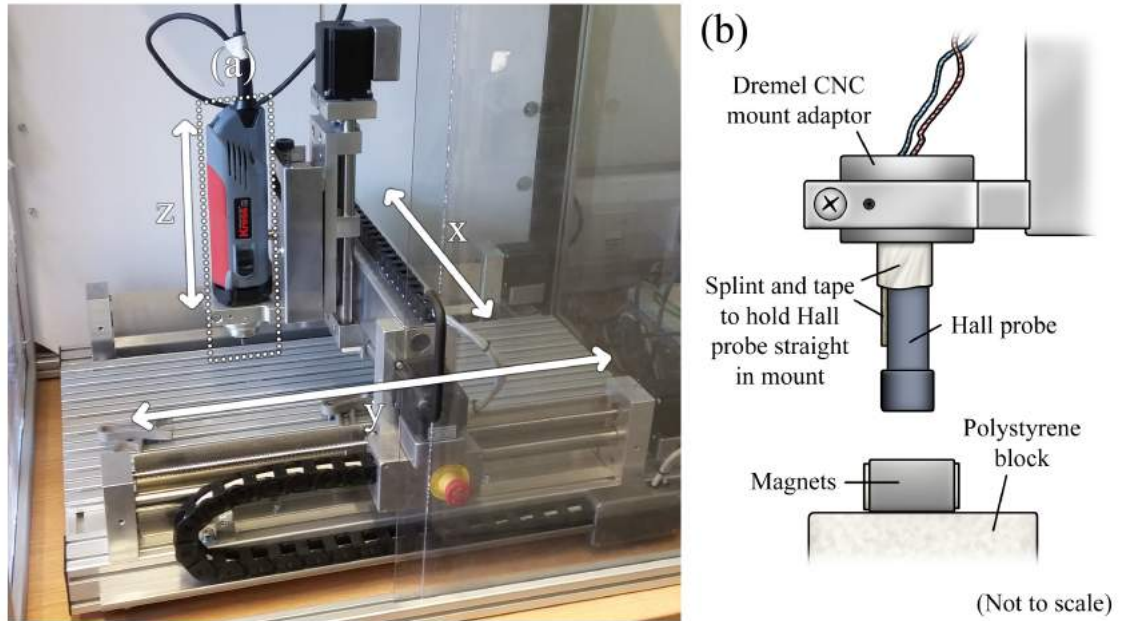 (a)
z
x
y
KRESS
(b)
Dremel CNC
mount adaptor
Splint and tape
to hold Hall
probe straight
in mount
Hall probe
Magnets
Polystyrene
block
(Not to scale)